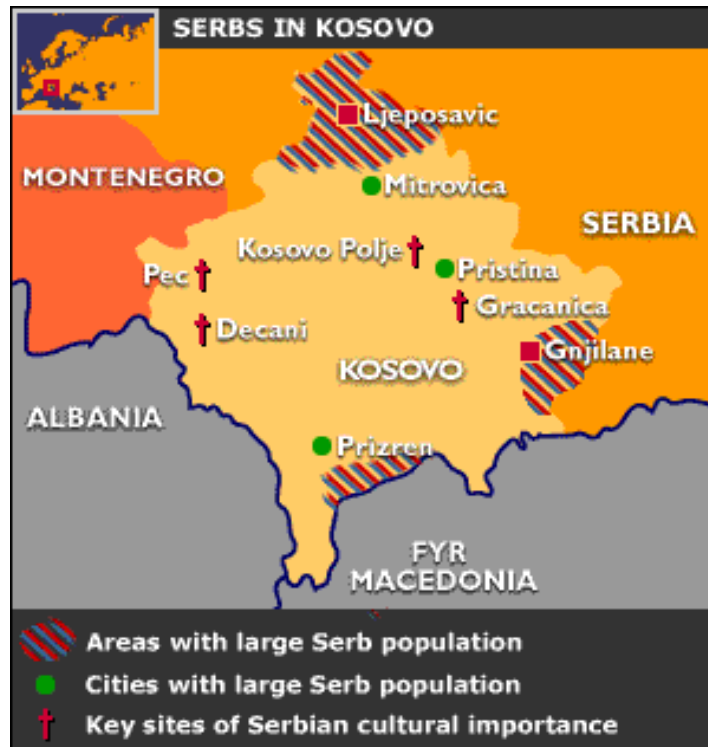 SERBS IN KOSOVO
Ljeposavic
MONTENEGRO
Mitrovica
SERBIA
Kosovo Polje
Pristina
Pec
Gracanica
Decani
Gnjilane
KOSOVO
ALBANIA
Prizren
FYR
MACEDONIA
Areas with large Serb population
Cities with large Serb population
Key sites of Serbian cultural importance